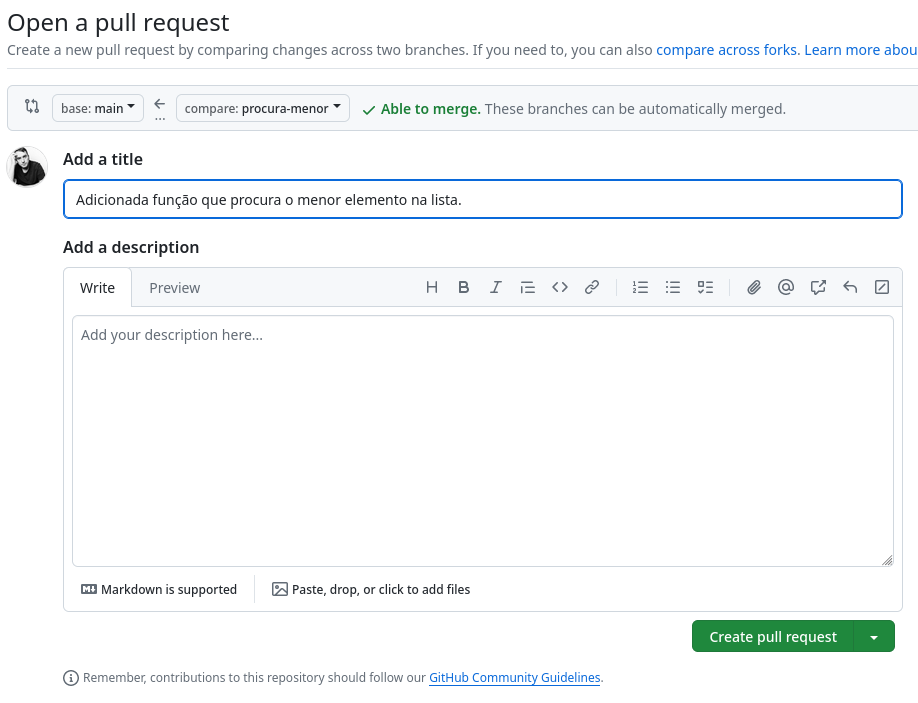 Open a pull request
Create a new pull request by comparing changes across two branches. If you need to, you can also compare across forks. Learn more abou
base: main ← compare: procura-menor ✓ Able to merge. These branches can be automatically merged.
...
Add a title
Adicionada função que procura o menor elemento na lista.
Add a description
Write Preview
Add your description here...
Markdown is supported Paste, drop, or click to add files
Create pull request
Remember, contributions to this repository should follow our GitHub Community Guidelines.